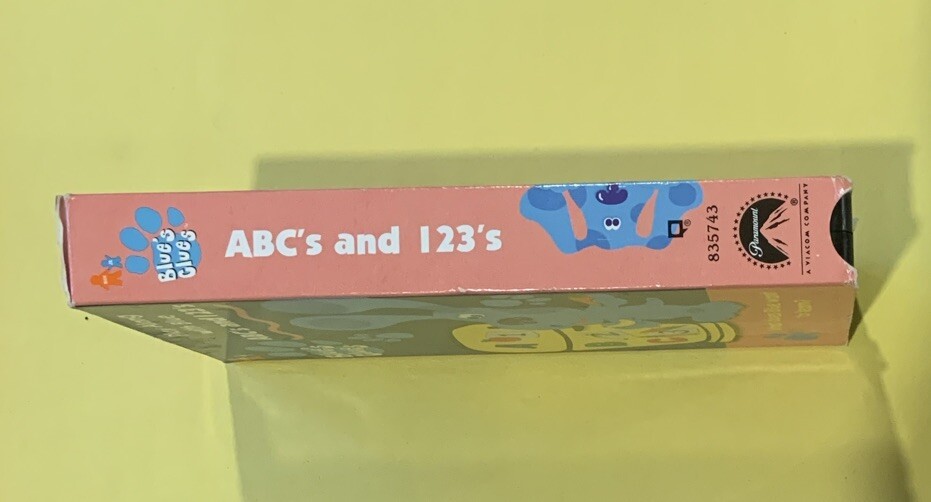 Blue's
Clues
ABC's and 123's
835743
Paramount
®
A VIACOM COMPANY